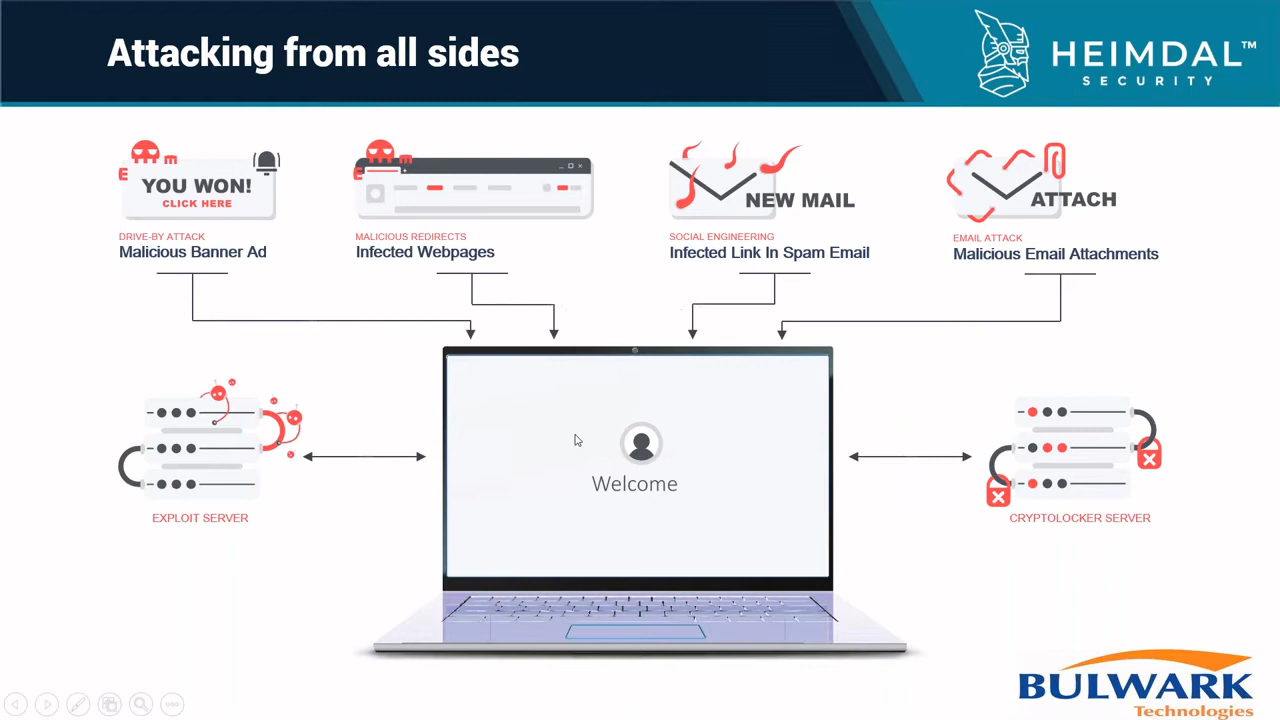 Attacking from all sides
HEIMDAL™
SECURITY
YOU WON!
CLICK HERE
NEW MAIL
ATTACH
DRIVE-BY ATTACK
Malicious Banner Ad
MALICIOUS REDIRECTS
Infected Webpages
SOCIAL ENGINEERING
Infected Link In Spam Email
EMAIL ATTACK
Malicious Email Attachments
Welcome
EXPLOIT SERVER
CRYPTOLOCKER SERVER
BULWARK
Technologies